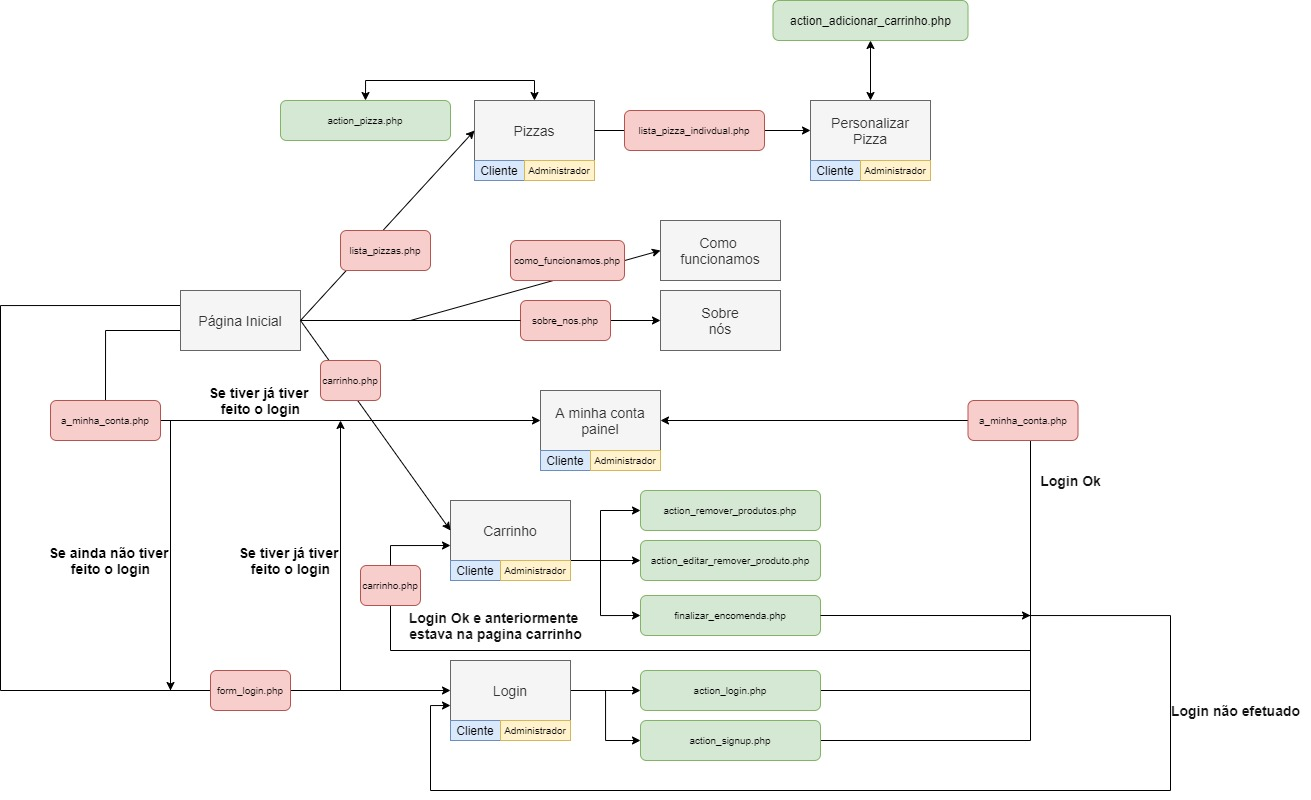 action_adicionar_carrinho.php
action_pizza.php
Pizzas
Cliente
Administrador
lista_pizza_indivdual.php
Personalizar
Pizza
Cliente
Administrador
lista_pizzas.php
como_funcionamos.php
Como
funcionamos
Página Inicial
sobre_nos.php
Sobre
nós
carrinho.php
Se tiver já tiver
feito o login
a_minha_conta.php
A minha conta
painel
Cliente
Administrador
a_minha_conta.php
Login Ok
Carrinho
Cliente
Administrador
action_remover_produtos.php
action_editar_remover_produto.php
finalizar_encomenda.php
Se ainda não tiver
feito o login
Se tiver já tiver
feito o login
carrinho.php
Login Ok e anteriormente
estava na pagina carrinho
form_login.php
Login
Cliente
Administrador
action_login.php
action_signup.php
Login não efetuado